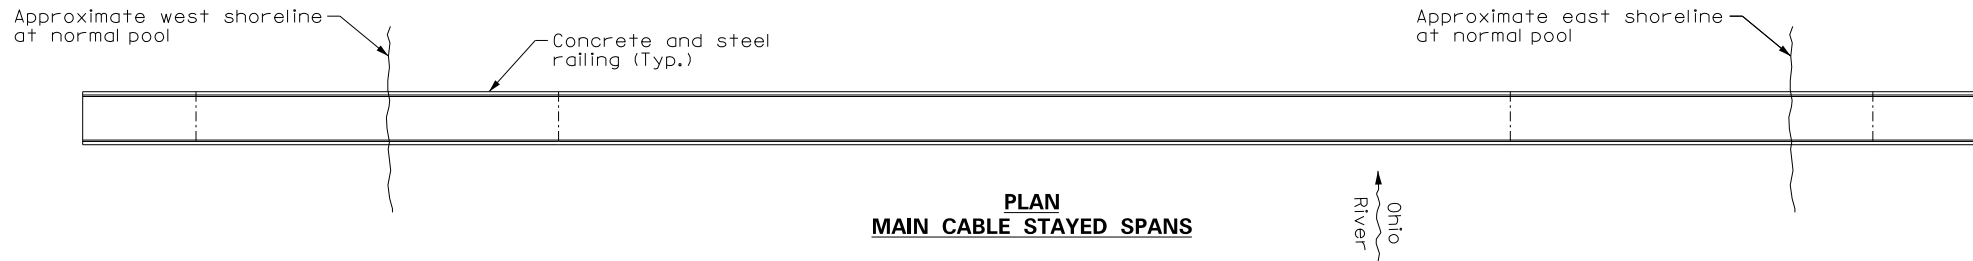 Approximate west shoreline
at normal pool
Concrete and steel
railing (Typ.)
Approximate east shoreline
at normal pool
PLAN
MAIN CABLE STAYED SPANS
Ohio
River